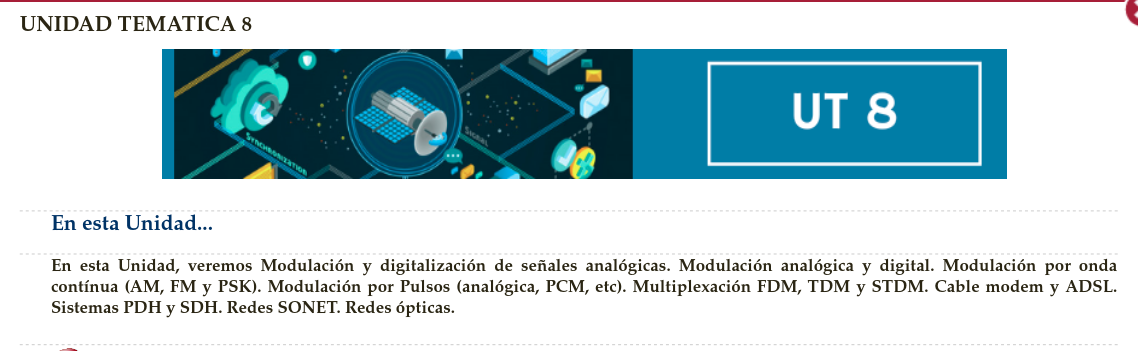 UNIDAD TEMATICA 8
SYNCHRONIZATION
SIGNAL
UT 8
En esta Unidad...
En esta Unidad, veremos Modulación y digitalización de señales analógicas. Modulación analógica y digital. Modulación por onda
contínua (AM, FM y PSK). Modulación por Pulsos (analógica, PCM, etc). Multiplexación FDM, TDM y STDM. Cable modem y ADSL.
Sistemas PDH y SDH. Redes SONET. Redes ópticas.